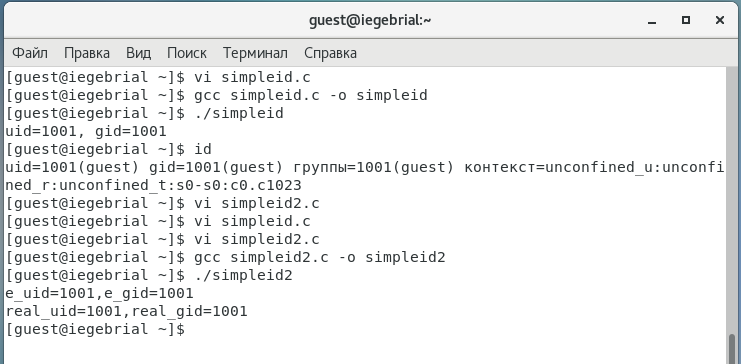 guest@iegebrial:~
Файл Правка Вид Поиск Терминал Справка
[guest@iegebrial ~]$ vi simpleid.c
[guest@iegebrial ~]$ gcc simpleid.c -o simpleid
[guest@iegebrial ~]$ ./simpleid
uid=1001, gid=1001
[guest@iegebrial ~]$ id
uid=1001(guest) gid=1001(guest) группы=1001(guest) контекст=unconfined_u:unconfi
ned_r:unconfined_t:s0-s0:c0.c1023
[guest@iegebrial ~]$ vi simpleid2.c
[guest@iegebrial ~]$ vi simpleid.c
[guest@iegebrial ~]$ vi simpleid2.c
[guest@iegebrial ~]$ gcc simpleid2.c -o simpleid2
[guest@iegebrial ~]$ ./simpleid2
e_uid=1001,e_gid=1001
real_uid=1001,real_gid=1001
[guest@iegebrial ~]$